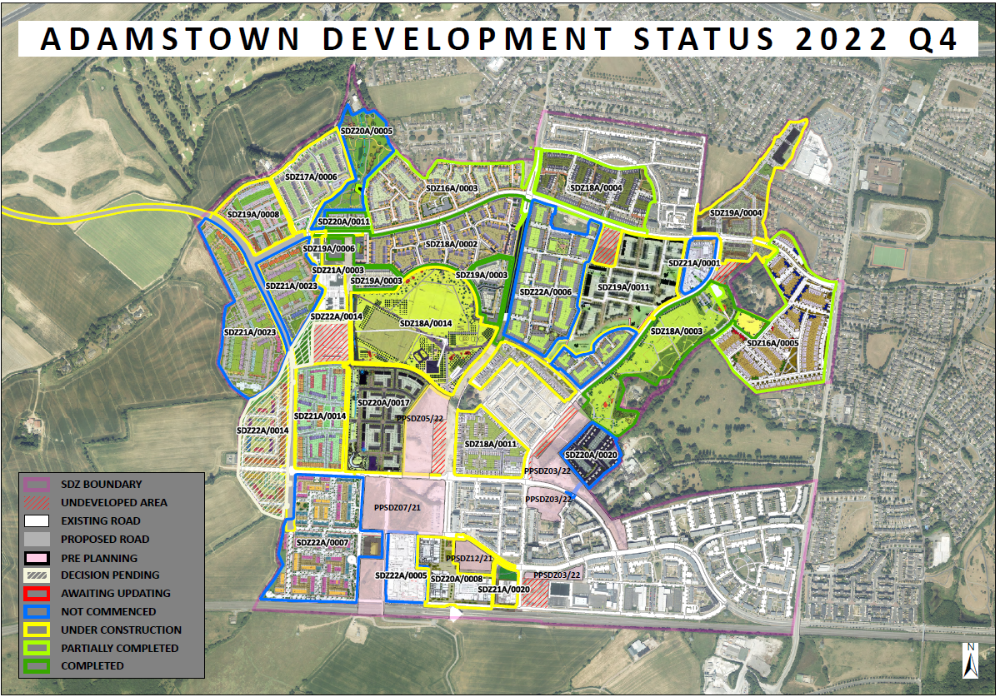 ADAMSTOWN DEVELOPMENT STATUS 2022 Q4
SDZ20A/0005
SDZ17A/0006
SDZ16A/0003
SDZ18A/0004
SDZ19A/0008
SDZ20A/0011
SDZ19A/0004
SDZ19A/0006
SDZ18A/0002
SDZ21A/0001
SDZ21A/0003
SDZ19A/0003
SDZ19A/0003
SDZ21A/0023
SDZ22A/0006
SDZ19A/0011
SDZ22A/0014
SDZ18A/0014
SDZ21A/0023
SDZ18A/0003
SDZ16A/0005
SDZ20A/0017
SDZ21A/0014
PPSDZ05/22
SDZ22A/0014
SDZ18A/0011
SDZ20A/0020
PPSDZ03/22
PPSDZ03/22
PPSDZ07/21
SDZ22A/0007
PPSDZ12/21
SDZ22A/0005
SDZ20A/0008
PPSDZ03/22
SDZ21A/0020
SDZ BOUNDARY
UNDEVELOPED AREA
EXISTING ROAD
PROPOSED ROAD
PRE PLANNING
DECISION PENDING
AWAITING UPDATING
NOT COMMENCED
UNDER CONSTRUCTION
PARTIALLY COMPLETED
COMPLETED
N